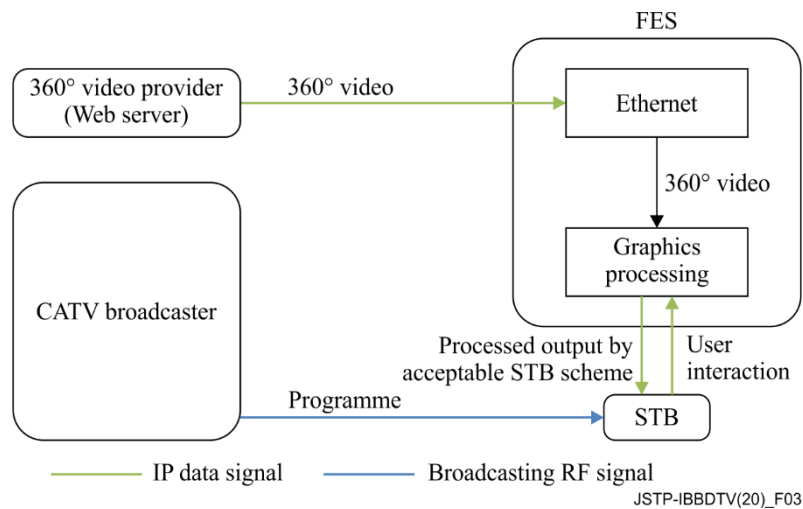 FES
360° video provider
(Web server)
360° video
Ethernet
360° video
Graphics
processing
CATV broadcaster
Processed output by
acceptable STB scheme
User
interaction
Programme
STB
IP data signal
Broadcasting RF signal
JSTP-IBBDTV(20)_F03